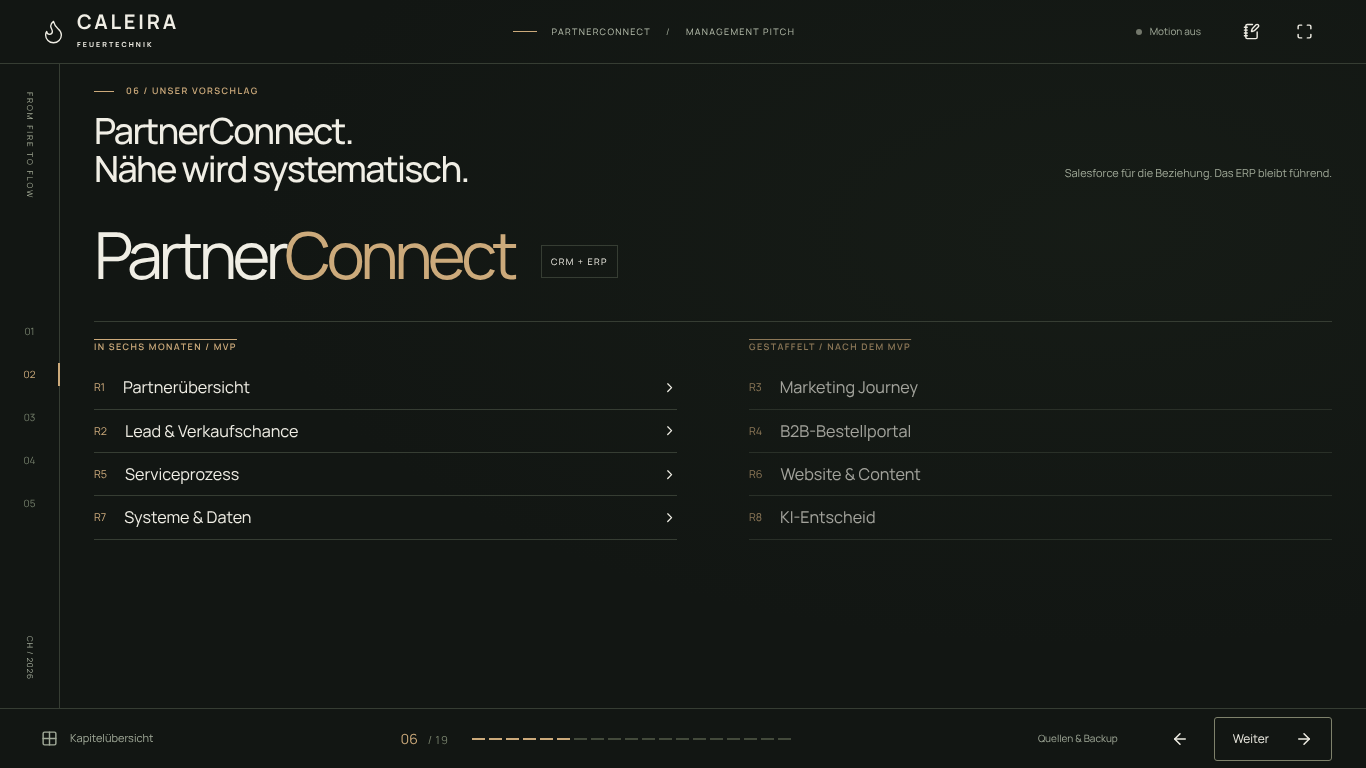 CALEIRA
FEUERTECHNIK
PARTNERCONNECT / MANAGEMENT PITCH
Motion aus
FROM FIRE TO FLOW
06 / UNSER VORSCHLAG
PartnerConnect.
Nähe wird systematisch.
Salesforce für die Beziehung. Das ERP bleibt führend.
PartnerConnect
CRM + ERP
01
02
03
04
05
IN SECHS MONATEN / MVP
R1 Partnerübersicht
R2 Lead & Verkaufschance
R5 Serviceprozess
R7 Systeme & Daten
GESTAFFELT / NACH DEM MVP
R3 Marketing Journey
R4 B2B-Bestellportal
R6 Website & Content
R8 KI-Entscheid
CH / 2026
Kapitelübersicht
06 / 19
Quellen & Backup
Weiter